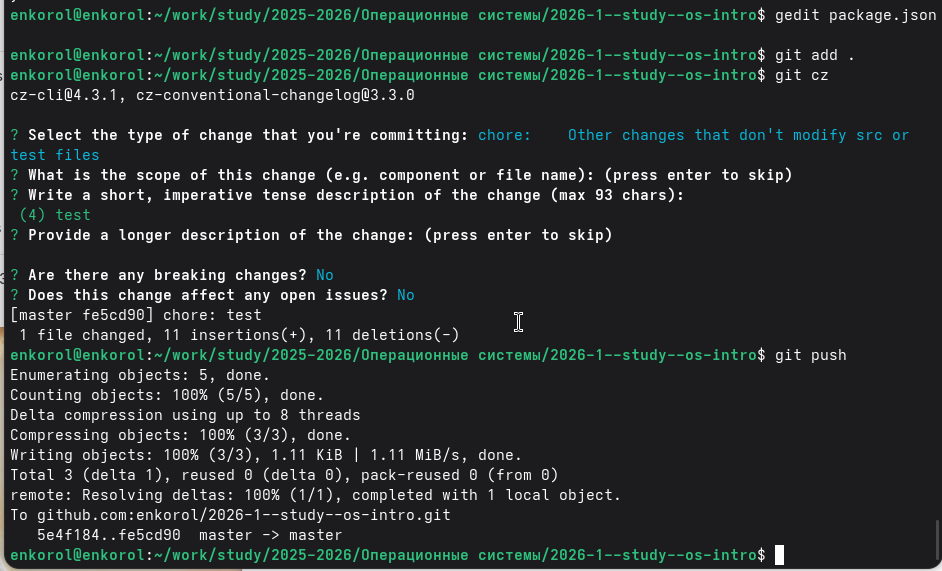 enkorol@enkorol:~/work/study/2025-2026/Операционные системы/2026-1--study--os-intro$ gedit package.json
enkorol@enkorol:~/work/study/2025-2026/Операционные системы/2026-1--study--os-intro$ git add .
enkorol@enkorol:~/work/study/2025-2026/Операционные системы/2026-1--study--os-intro$ git cz
cz-cli@4.3.1, cz-conventional-changelog@3.3.0
? Select the type of change that you're committing: chore:    Other changes that don't modify src or
test files
? What is the scope of this change (e.g. component or file name): (press enter to skip)
? Write a short, imperative tense description of the change (max 93 chars):
(4) test
? Provide a longer description of the change: (press enter to skip)
? Are there any breaking changes? No
? Does this change affect any open issues? No
[master fe5cd90] chore: test
1 file changed, 11 insertions(+), 11 deletions(-)
enkorol@enkorol:~/work/study/2025-2026/Операционные системы/2026-1--study--os-intro$ git push
Enumerating objects: 5, done.
Counting objects: 100% (5/5), done.
Delta compression using up to 8 threads
Compressing objects: 100% (3/3), done.
Writing objects: 100% (3/3), 1.11 KiB | 1.11 MiB/s, done.
Total 3 (delta 1), reused 0 (delta 0), pack-reused 0 (from 0)
remote: Resolving deltas: 100% (1/1), completed with 1 local object.
To github.com:enkorol/2026-1--study--os-intro.git
5e4f184..fe5cd90  master -> master
enkorol@enkorol:~/work/study/2025-2026/Операционные системы/2026-1--study--os-intro$